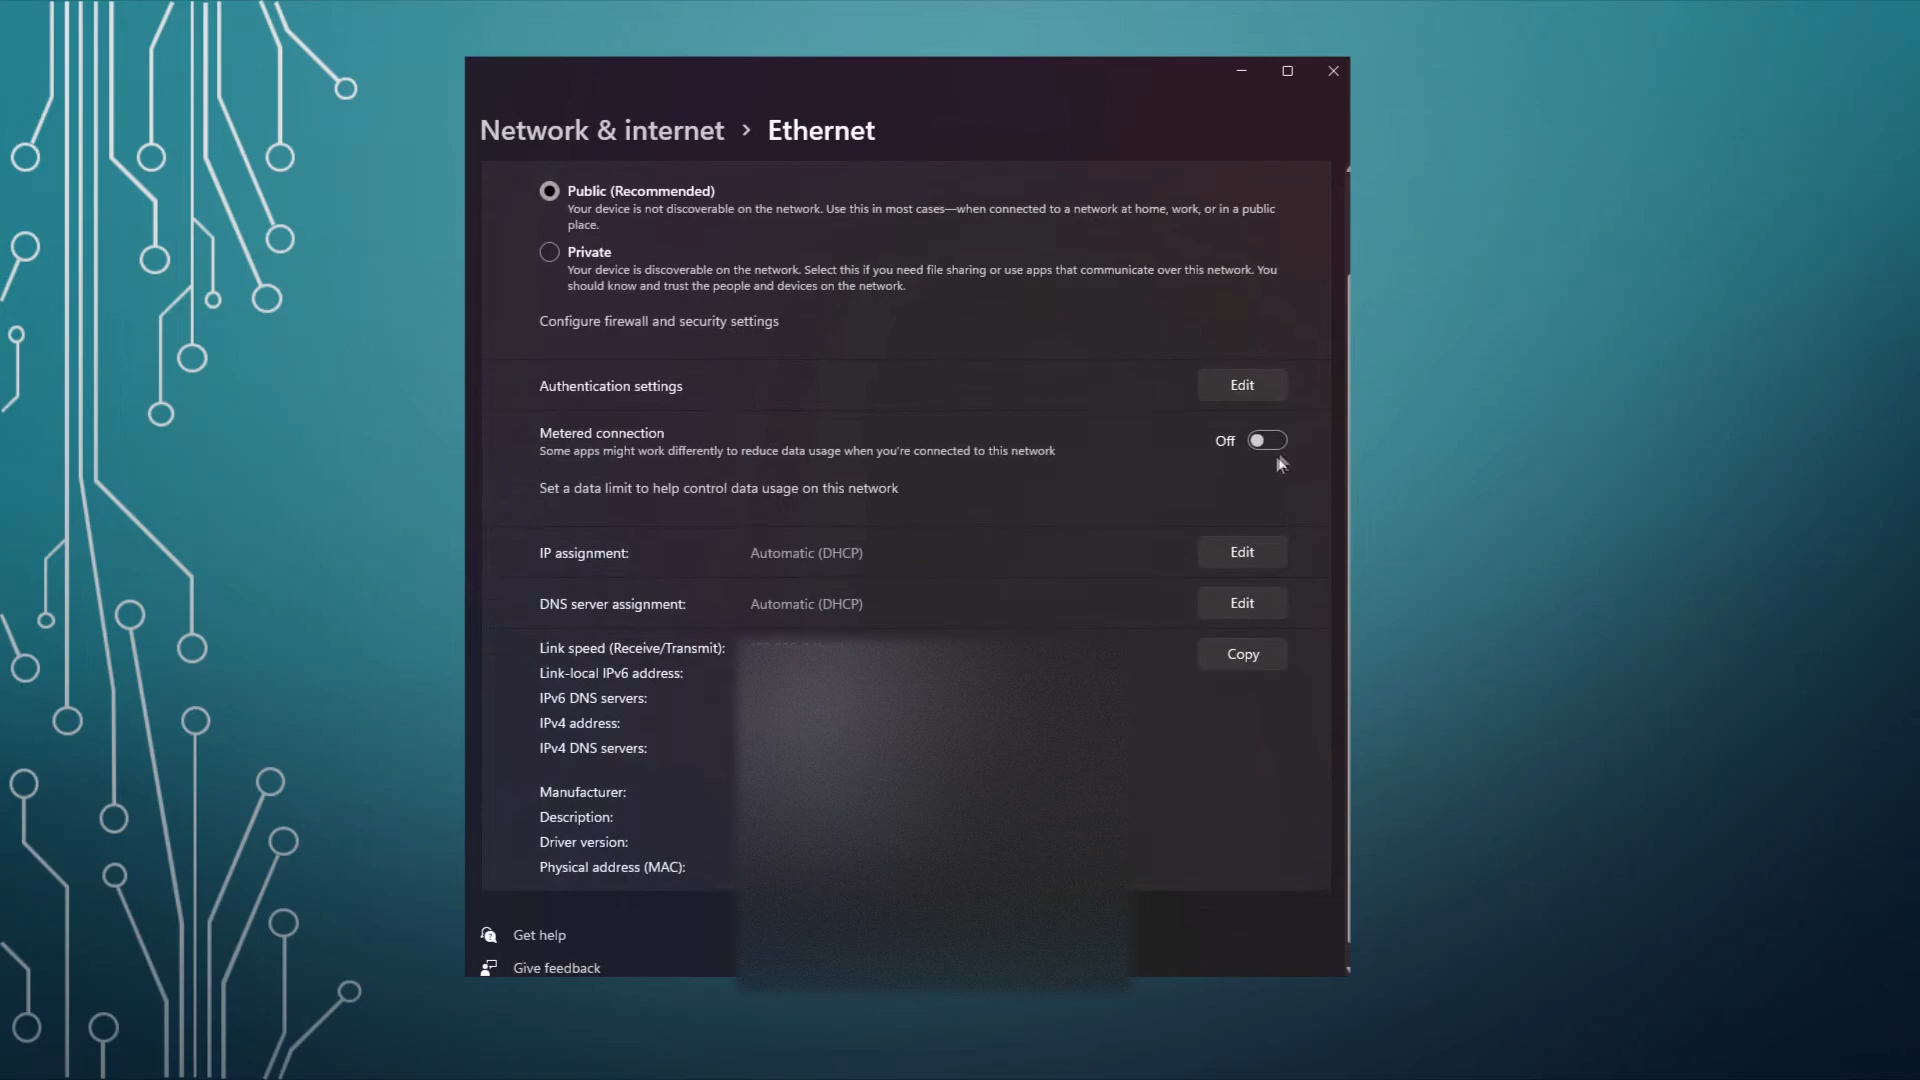 Network & internet > Ethernet
Public (Recommended)
Your device is not discoverable on the network. Use this in most cases—when connected to a network at home, work, or in a public
place.
Private
Your device is discoverable on the network. Select this if you need file sharing or use apps that communicate over this network. You
should know and trust the people and devices on the network.
Configure firewall and security settings
Authentication settings
Edit
Metered connection
Some apps might work differently to reduce data usage when you're connected to this network
Off
Set a data limit to help control data usage on this network
IP assignment: Automatic (DHCP) Edit
DNS server assignment: Automatic (DHCP) Edit
Link speed (Receive/Transmit):
Copy
Link-local IPv6 address:
IPv6 DNS servers:
IPv4 address:
IPv4 DNS servers:
Manufacturer:
Description:
Driver version:
Physical address (MAC):
Get help
Give feedback